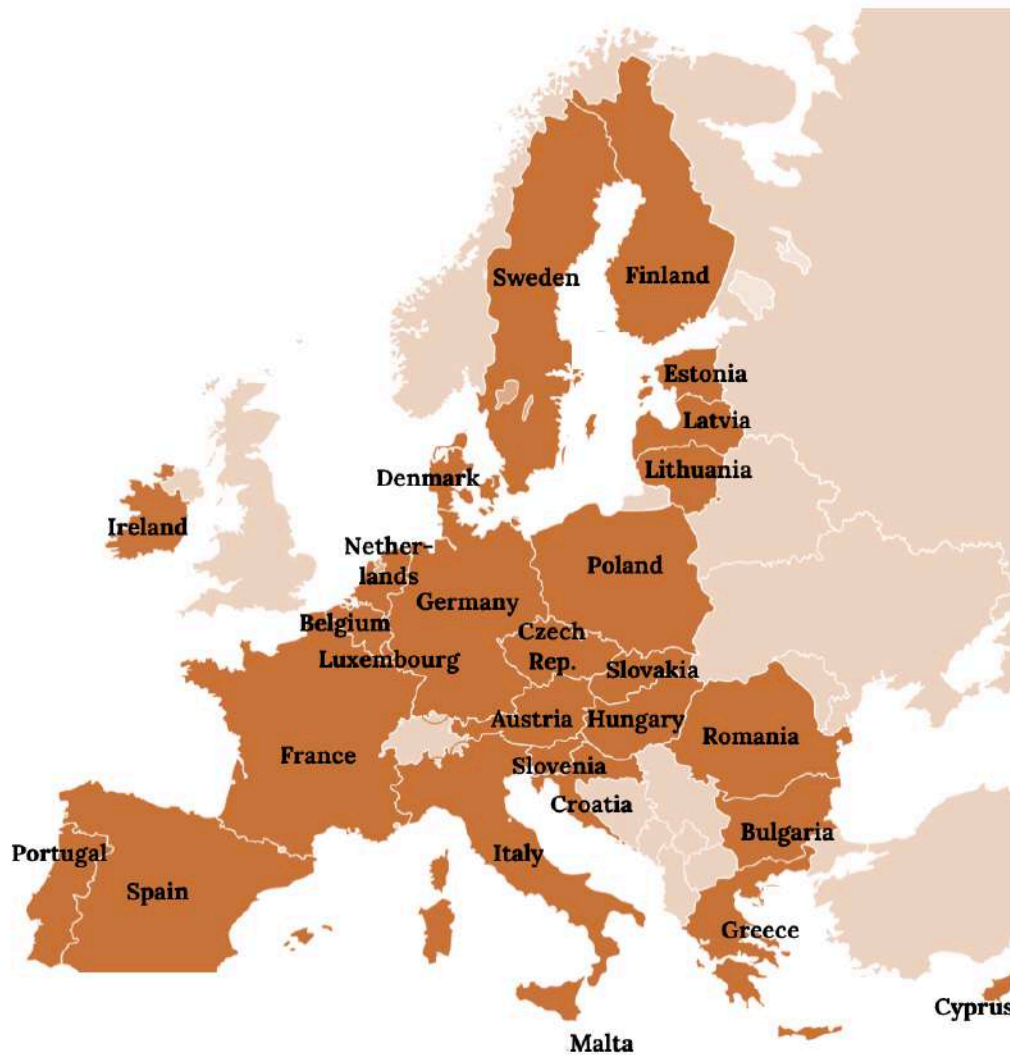 Sweden
Finland
Estonia
Latvia
Lithuania
Denmark
Ireland
Nether-
lands
Poland
Germany
Belgium
Czech
Rep.
Luxembourg
Slovakia
Austria
Hungary
Romania
France
Slovenia
Croatia
Bulgaria
Portugal
Italy
Spain
Greece
Cyprus
Malta